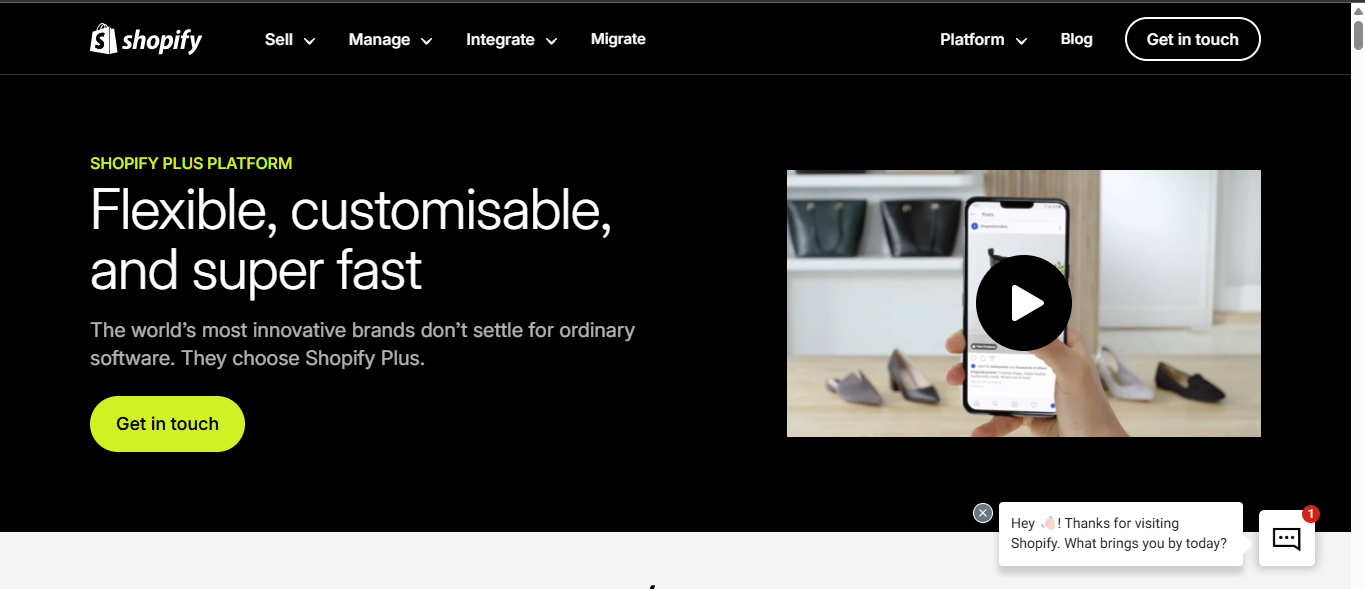 shopify
Sell
Manage
Integrate
Migrate
Platform
Blog
Get in touch
SHOPIFY PLUS PLATFORM
Flexible, customisable,
and super fast
The world’s most innovative brands don’t settle for ordinary
software. They choose Shopify Plus.
Get in touch
Posts
Hey 👋🏻! Thanks for visiting
Shopify. What brings you by today?
1